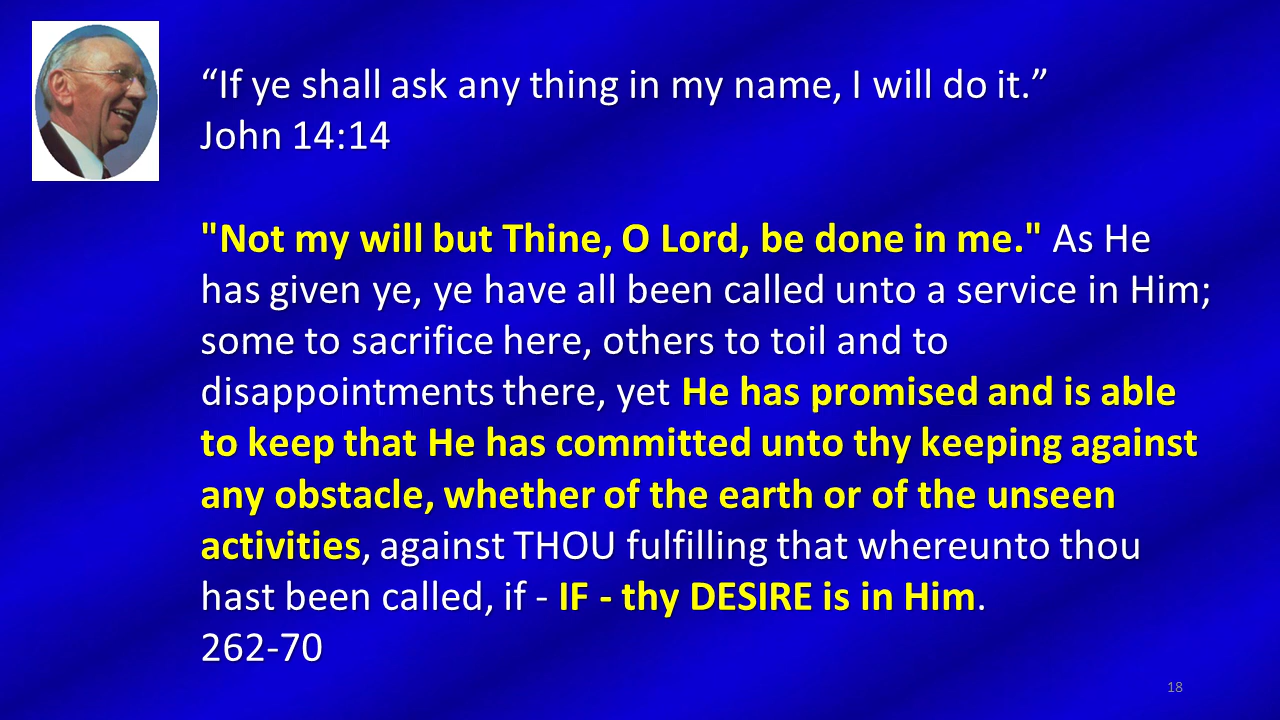 “If ye shall ask any thing in my name, I will do it.”
John 14:14
"Not my will but Thine, O Lord, be done in me." As He
has given ye, ye have all been called unto a service in Him;
some to sacrifice here, others to toil and to
disappointments there, yet He has promised and is able
to keep that He has committed unto thy keeping against
any obstacle, whether of the earth or of the unseen
activities, against THOU fulfilling that whereunto thou
hast been called, if - IF - thy DESIRE is in Him.
262-70
18